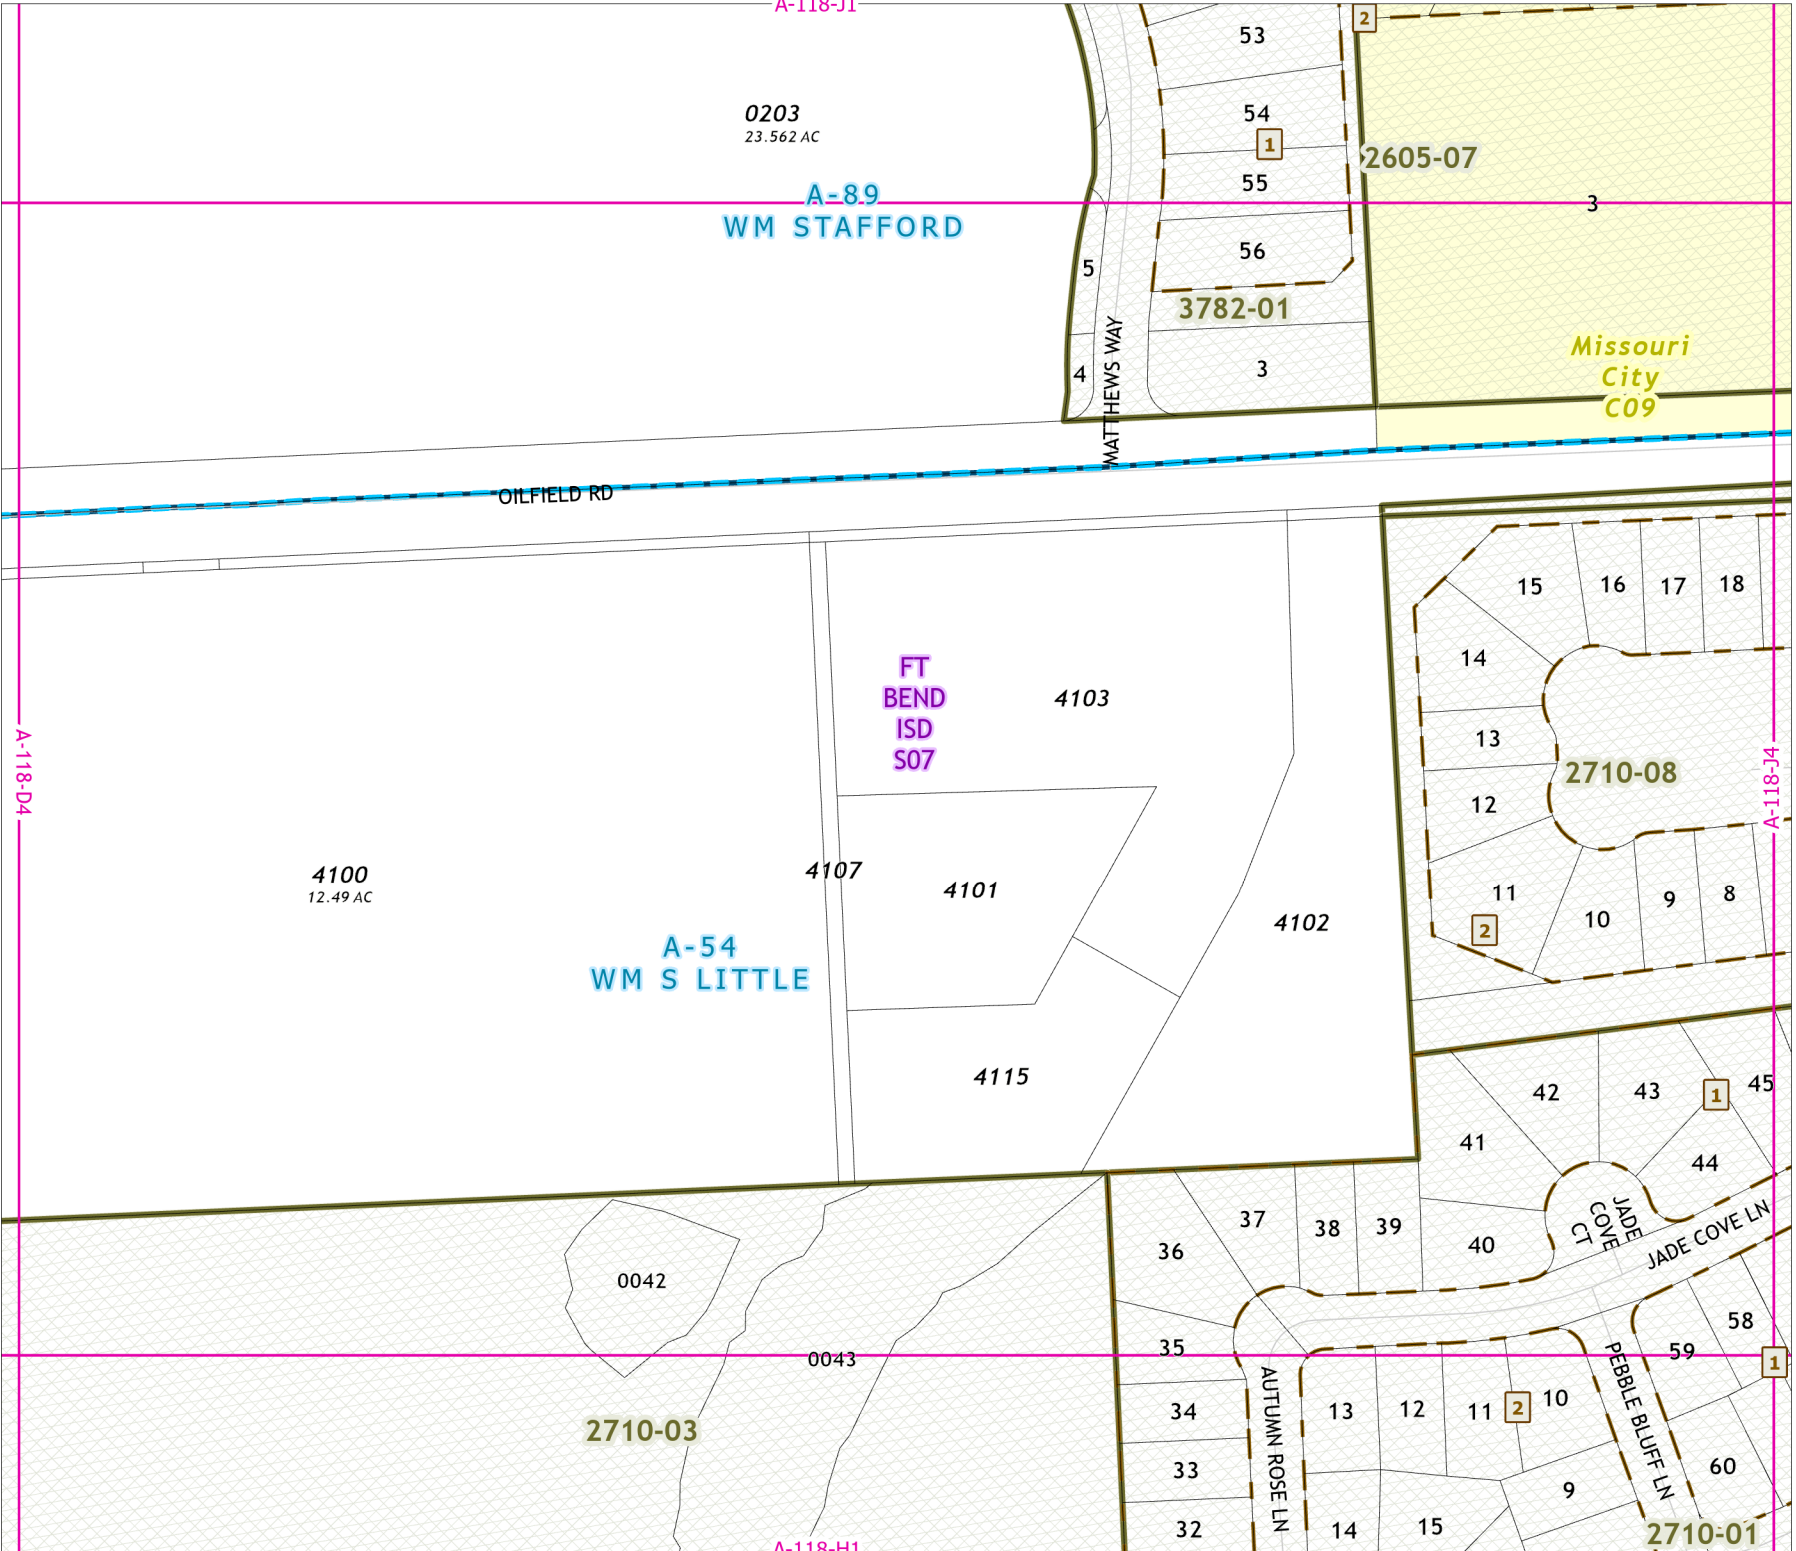 A-118-J1
2
53
0203
23.562 AC
54
1
2605-07
55
A-89
WM STAFFORD
3
56
5
3782-01
MATTHEWS WAY
Missouri
City
C09
4
3
OILFIELD RD
15
16
17
18
14
FT
BEND
ISD
S07
4103
13
2710-08
A-118-D4
A-118-J4
12
4100
12.49 AC
4107
4101
11
10
9
8
2
4102
A-54
WM S LITTLE
4115
42
43
1
45
41
44
37
38
39
40
36
JADE
COVE
CT
JADE COVE LN
0042
35
0043
58
59
1
PEBBLE BLUFF LN
AUTUMN ROSE LN
34
13
12
11
2
10
2710-03
33
60
9
32
14
15
2710-01
A-118-H1